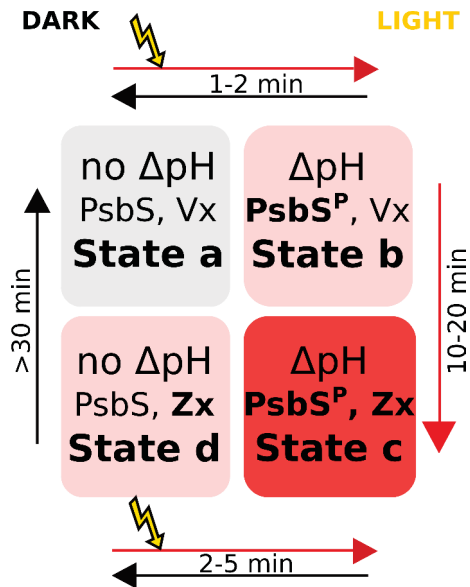 DARK
LIGHT
1-2 min
no ΔpH
PsbS, Vx
State a
ΔpH
PsbSᴾ, Vx
State b
>30 min
10-20 min
no ΔpH
PsbS, Zx
State d
ΔpH
PsbSᴾ, Zx
State c
2-5 min